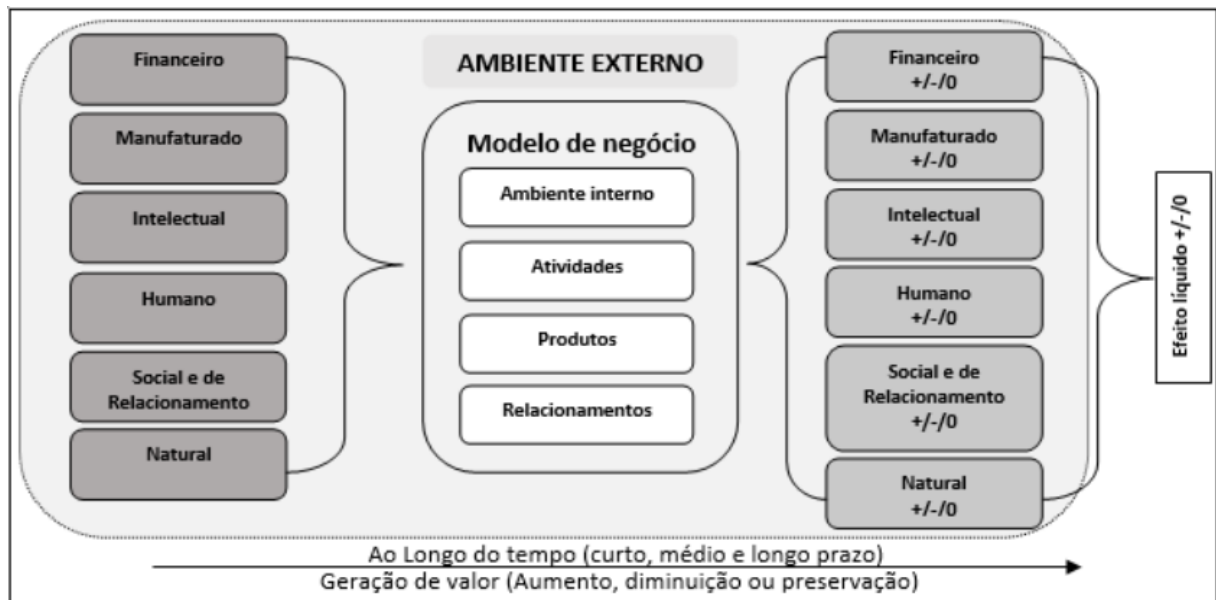 Financeiro
Manufaturado
Intelectual
Humano
Social e de
Relacionamento
Natural
AMBIENTE EXTERNO
Modelo de negócio
Ambiente interno
Atividades
Produtos
Relacionamentos
Financeiro
+/-/0
Manufaturado
+/-/0
Intelectual
+/-/0
Humano
+/-/0
Social e de
Relacionamento
+/-/0
Natural
+/-/0
Efeito líquido +/-/0
Ao Longo do tempo (curto, médio e longo prazo)
Geração de valor (Aumento, diminuição ou preservação)